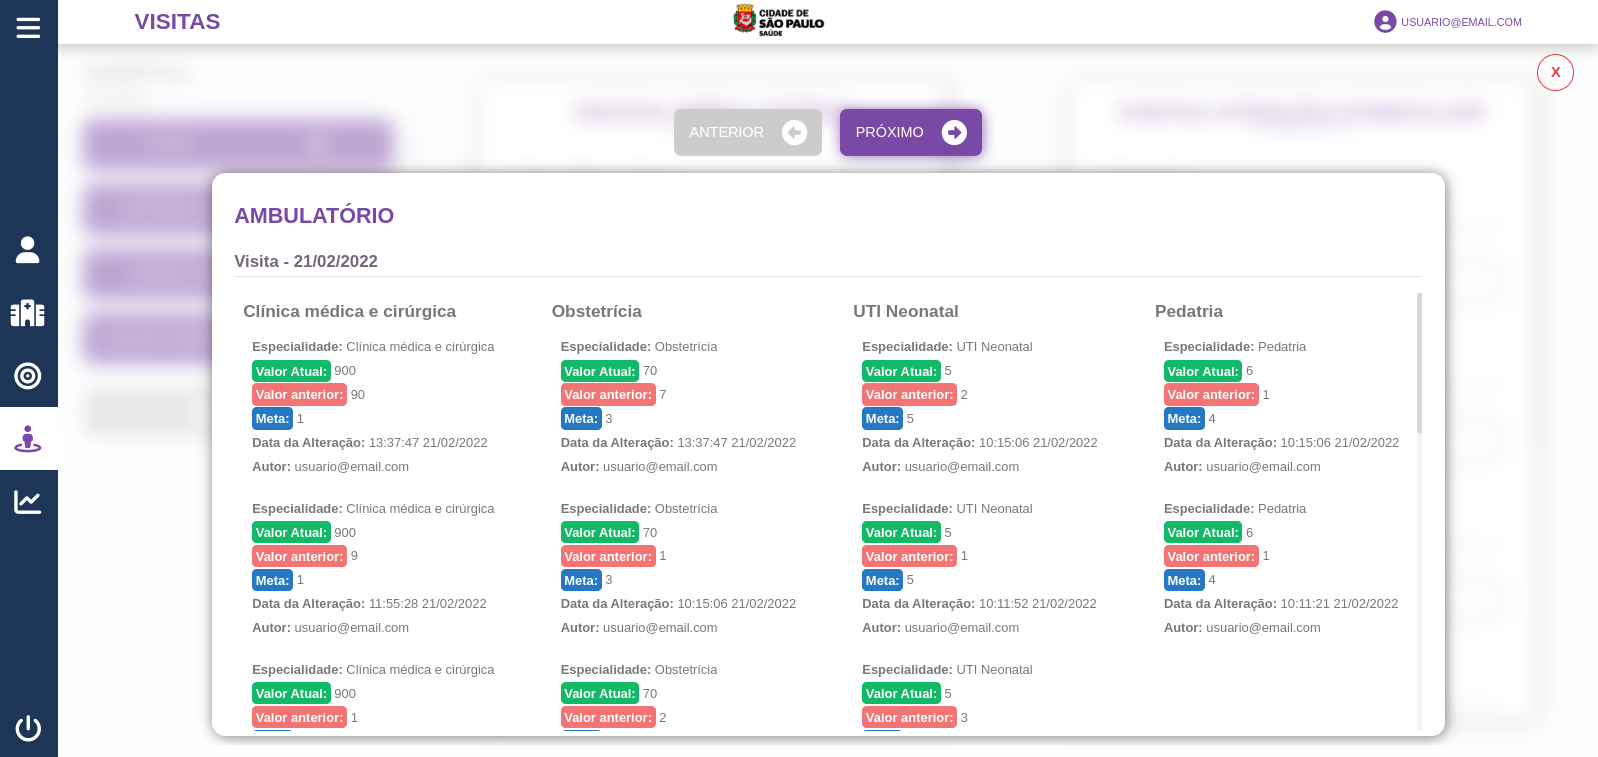 VISITAS
CIDADE DE
SÃO PAULO
SAÚDE
USUARIO@EMAIL.COM
X
ANTERIOR
PRÓXIMO
AMBULATÓRIO
Visita - 21/02/2022
Clínica médica e cirúrgica
Especialidade: Clínica médica e cirúrgica
Valor Atual: 900
Valor anterior: 90
Meta: 1
Data da Alteração: 13:37:47 21/02/2022
Autor: usuario@email.com
Especialidade: Clínica médica e cirúrgica
Valor Atual: 900
Valor anterior: 9
Meta: 1
Data da Alteração: 11:55:28 21/02/2022
Autor: usuario@email.com
Especialidade: Clínica médica e cirúrgica
Valor Atual: 900
Valor anterior: 1
Obstetrícia
Especialidade: Obstetrícia
Valor Atual: 70
Valor anterior: 7
Meta: 3
Data da Alteração: 13:37:47 21/02/2022
Autor: usuario@email.com
Especialidade: Obstetrícia
Valor Atual: 70
Valor anterior: 1
Meta: 3
Data da Alteração: 10:15:06 21/02/2022
Autor: usuario@email.com
Especialidade: Obstetrícia
Valor Atual: 70
Valor anterior: 2
UTI Neonatal
Especialidade: UTI Neonatal
Valor Atual: 5
Valor anterior: 2
Meta: 5
Data da Alteração: 10:15:06 21/02/2022
Autor: usuario@email.com
Especialidade: UTI Neonatal
Valor Atual: 5
Valor anterior: 1
Meta: 5
Data da Alteração: 10:11:52 21/02/2022
Autor: usuario@email.com
Especialidade: UTI Neonatal
Valor Atual: 5
Valor anterior: 3
Pedatria
Especialidade: Pedatria
Valor Atual: 6
Valor anterior: 1
Meta: 4
Data da Alteração: 10:15:06 21/02/2022
Autor: usuario@email.com
Especialidade: Pedatria
Valor Atual: 6
Valor anterior: 1
Meta: 4
Data da Alteração: 10:11:21 21/02/2022
Autor: usuario@email.com